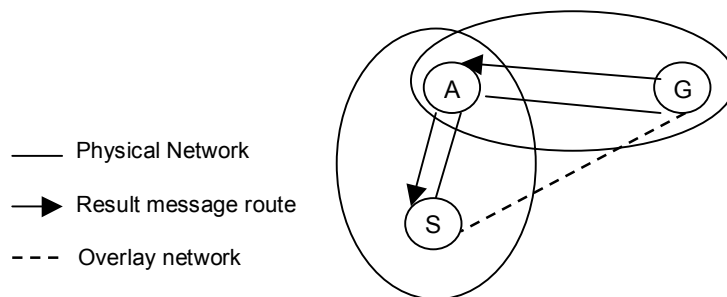 A
G
Physical Network
Result message route
S
Overlay network